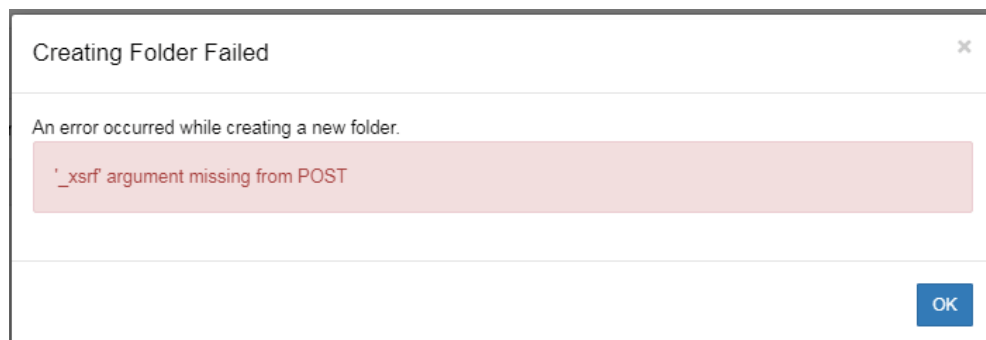 Creating Folder Failed
×
An error occurred while creating a new folder.
'_xsrf' argument missing from POST
OK